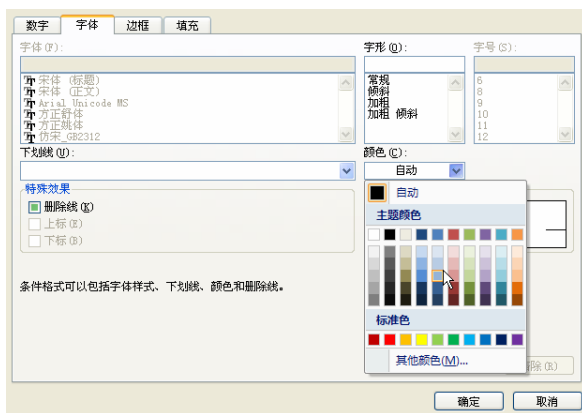 数字 字体 边框 填充
字体(F): 字形(O): 字号(S):
宋体 (标题)
宋体 (正文)
Arial Unicode MS
方正舒体
方正姚体
仿宋_GB2312
常规
倾斜
加粗
加粗 倾斜
6
8
9
10
11
12
下划线(U): 颜色(C):
自动
自动
主题颜色
标准色
其他颜色(M)...
特殊效果
删除线(K)
上标(E)
下标(B)
条件格式可以包括字体样式、下划线、颜色和删除线。
除(R)
确定 取消